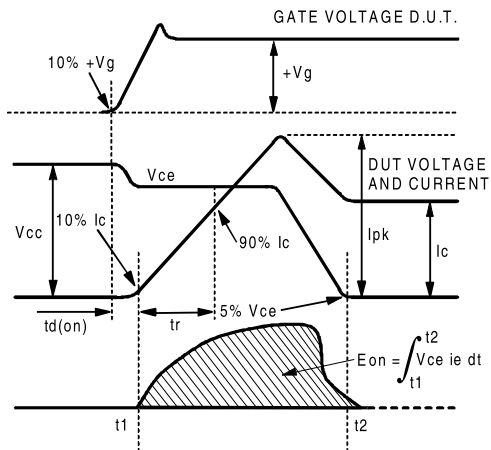 GATE VOLTAGE D.U.T.
10% +Vg
+Vg
Vce
DUT VOLTAGE
AND CURRENT
10% Ic
Vcc
90% Ic
Ipk
Ic
td(on)
tr
5% Vce
Eon = ∫ Vce ie dt
t2
t1
t1
t2